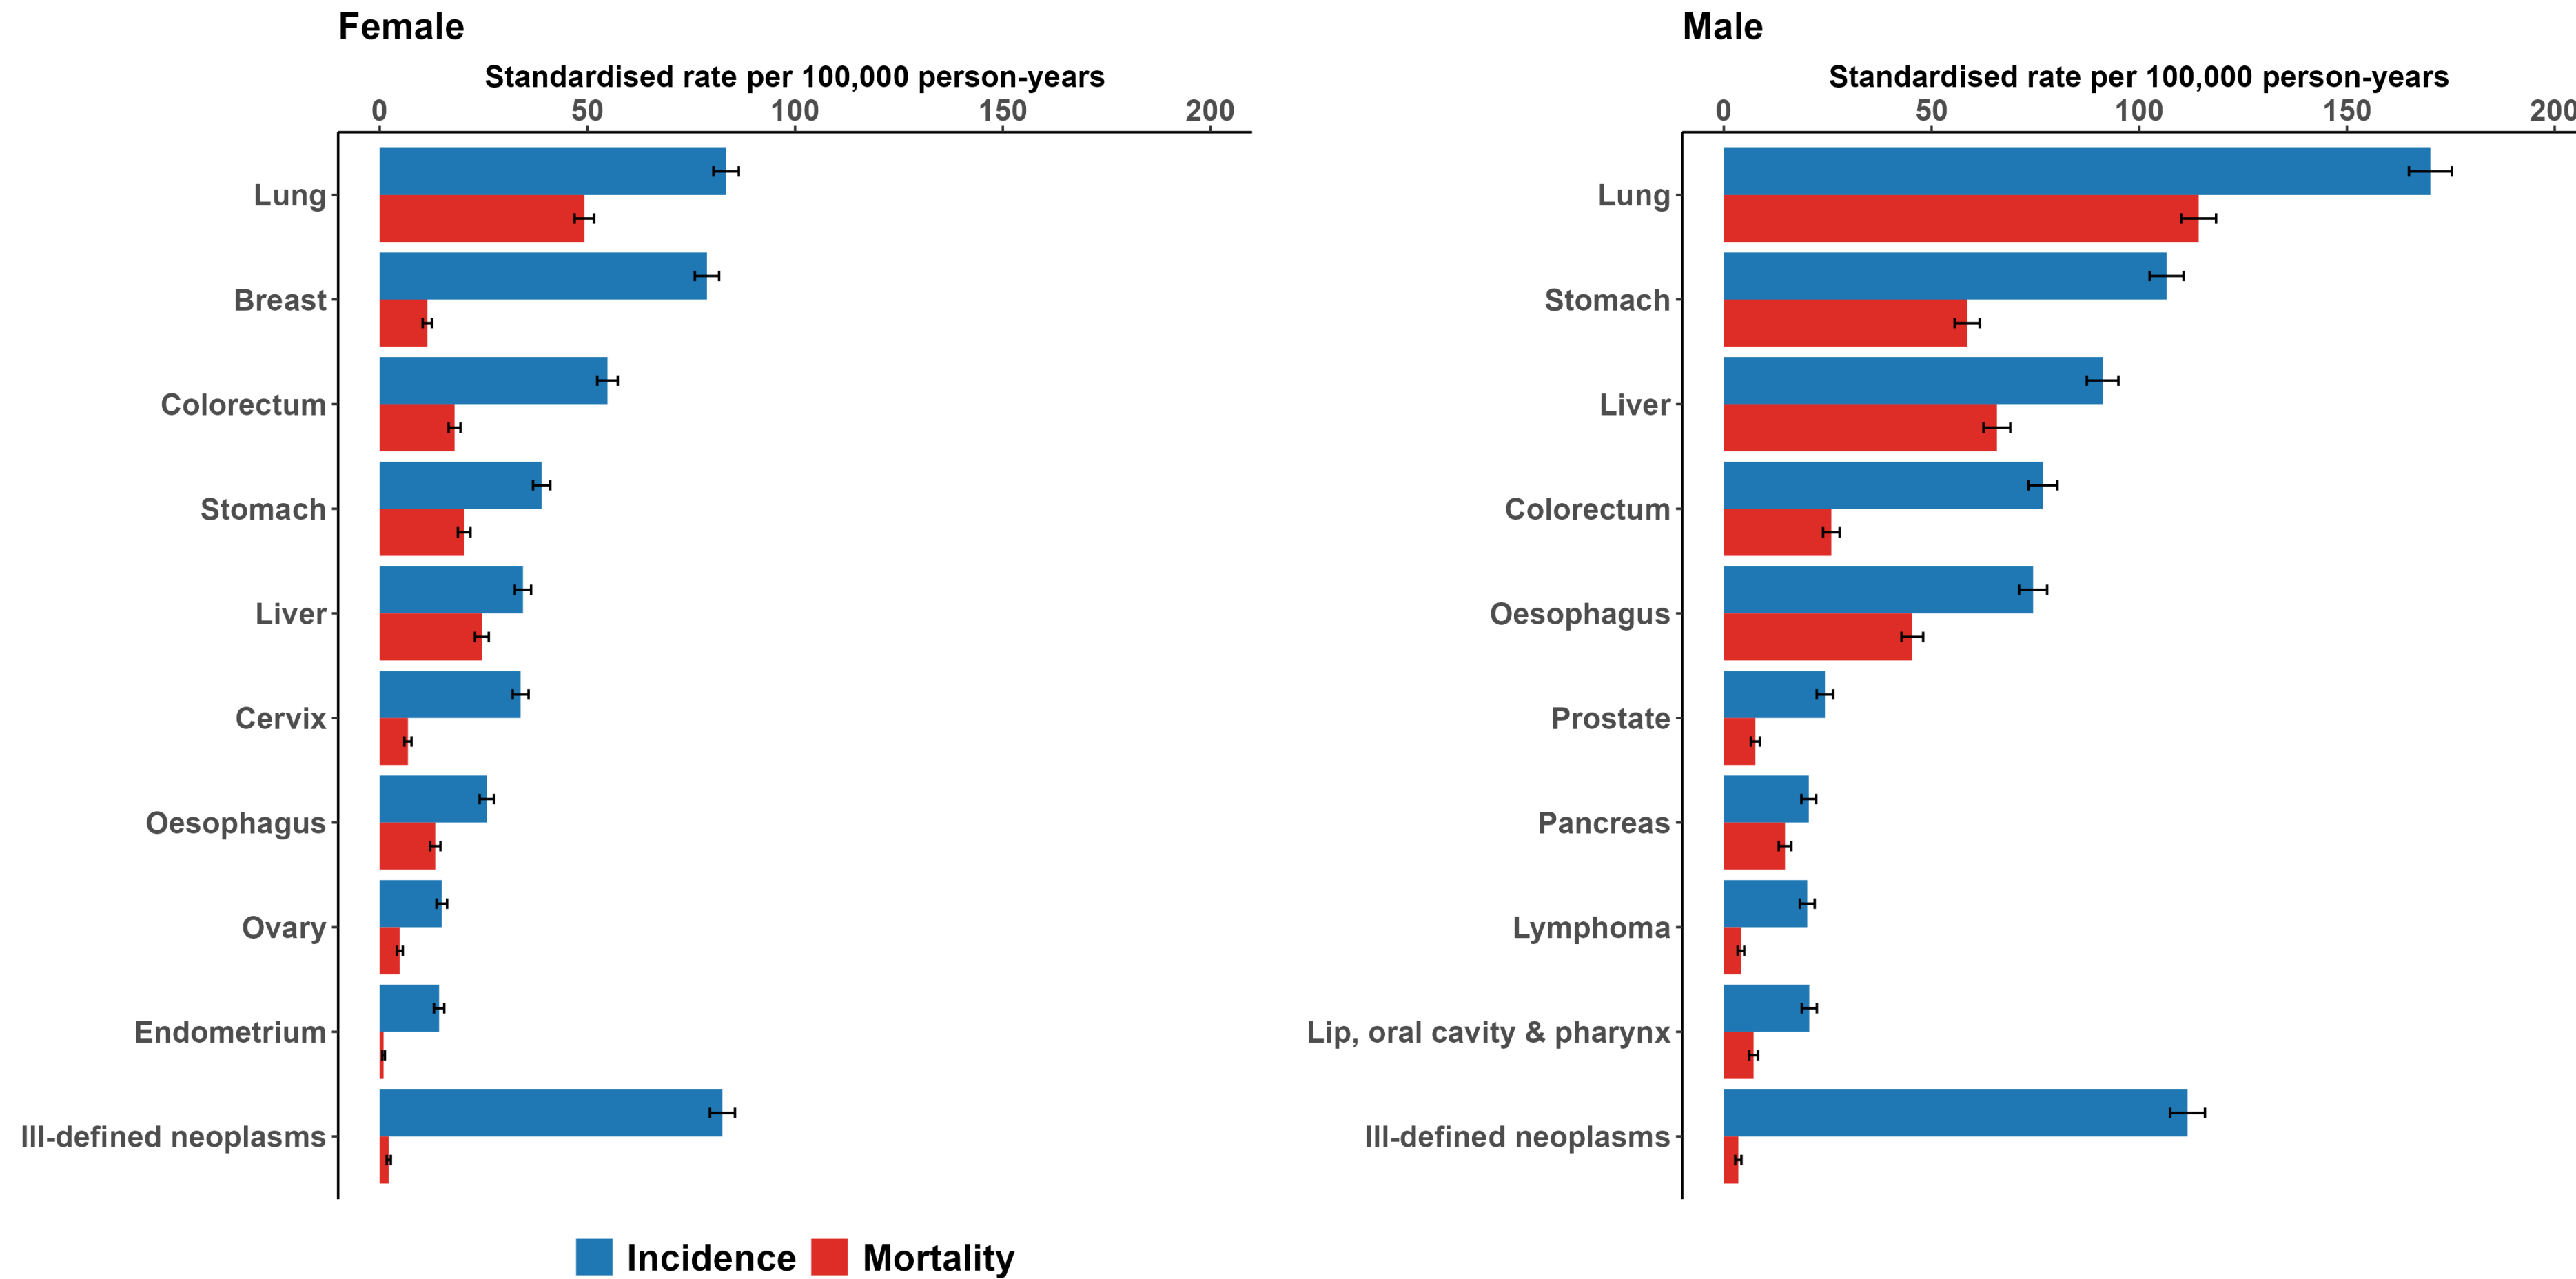 Female
Standardised rate per 100,000 person-years
0 50 100 150 200
Lung
Breast
Colorectum
Stomach
Liver
Cervix
Oesophagus
Ovary
Endometrium
Ill-defined neoplasms
Male
Standardised rate per 100,000 person-years
0 50 100 150 200
Lung
Stomach
Liver
Colorectum
Oesophagus
Prostate
Pancreas
Lymphoma
Lip, oral cavity & pharynx
Ill-defined neoplasms
Incidence Mortality